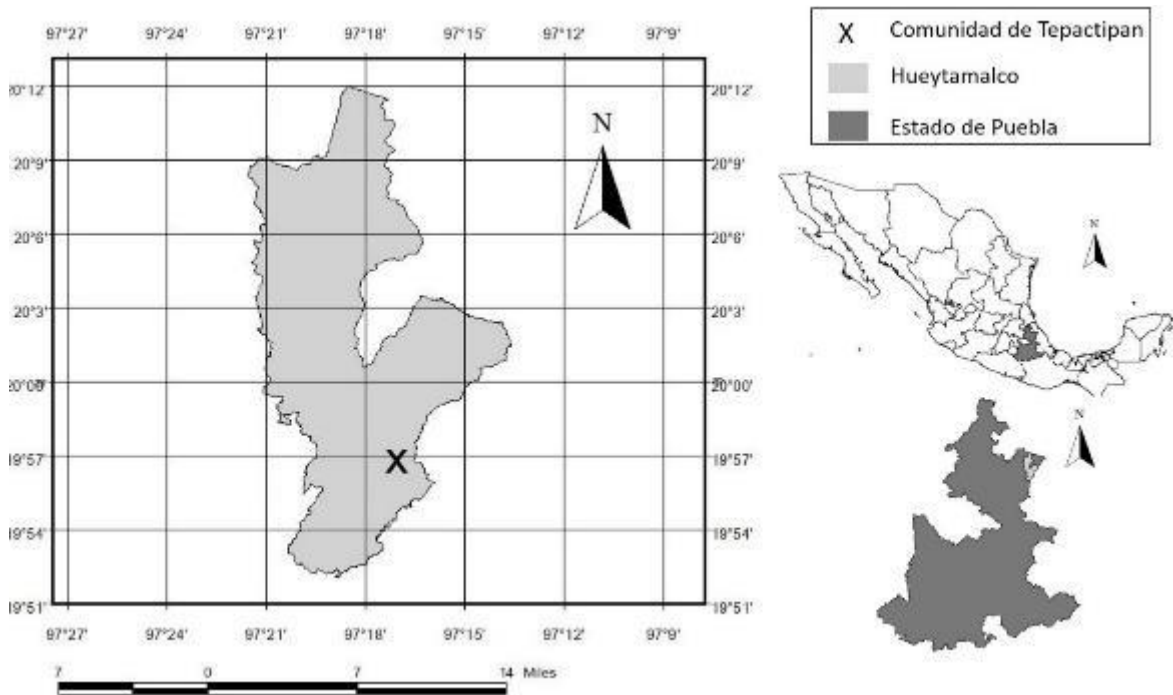 97°27' 97°24' 97°21' 97°18' 97°15' 97°12' 97°9'
X Comunidad de Tepactipan
Hueytamalco
Estado de Puebla
20°12' 20°12'
N
20°9' 20°9'
20°6' 20°6'
N
20°3' 20°3'
20°00' 20°00'
N
19°57' 19°57'
X
19°54' 19°54'
19°51' 19°51'
97°27' 97°24' 97°21' 97°18' 97°15' 97°12' 97°9'
7 0 7 14 Miles